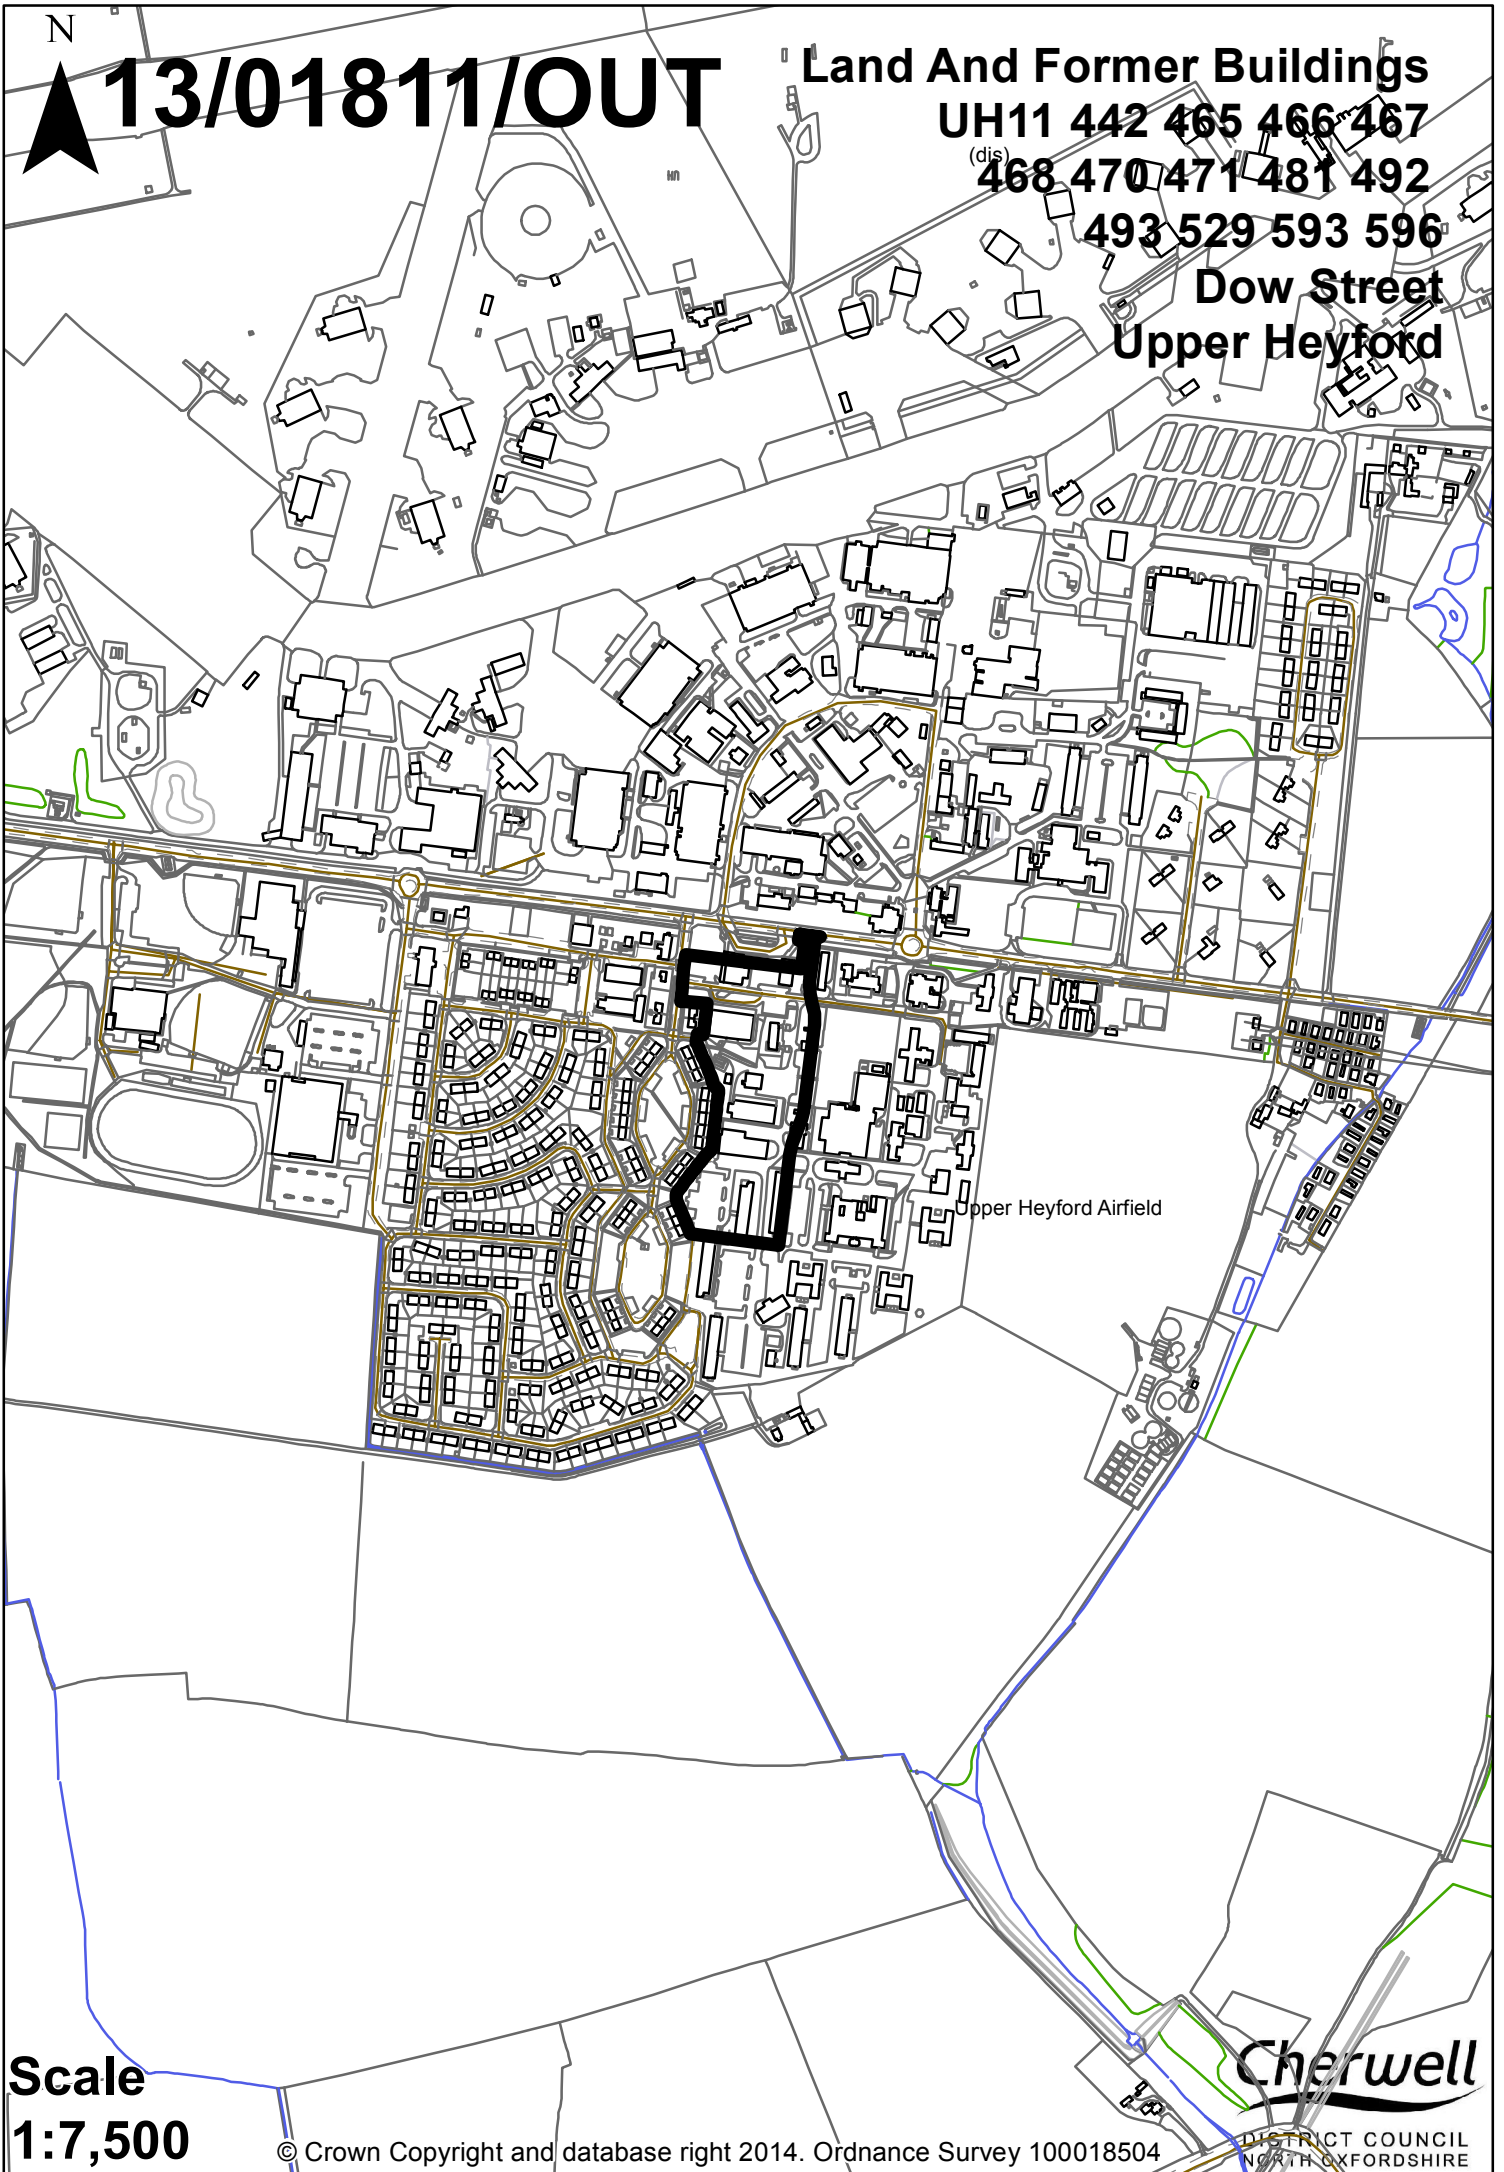 N
13/01811/OUT
Land And Former Buildings
UH11 442 465 466 467
(dis)
468 470 471 481 492
493 529 593 596
Dow Street
Upper Heyford
Upper Heyford Airfield
Scale
1:7,500
© Crown Copyright and database right 2014. Ordnance Survey 100018504
Cherwell
DISTRICT COUNCIL
NORTH OXFORDSHIRE